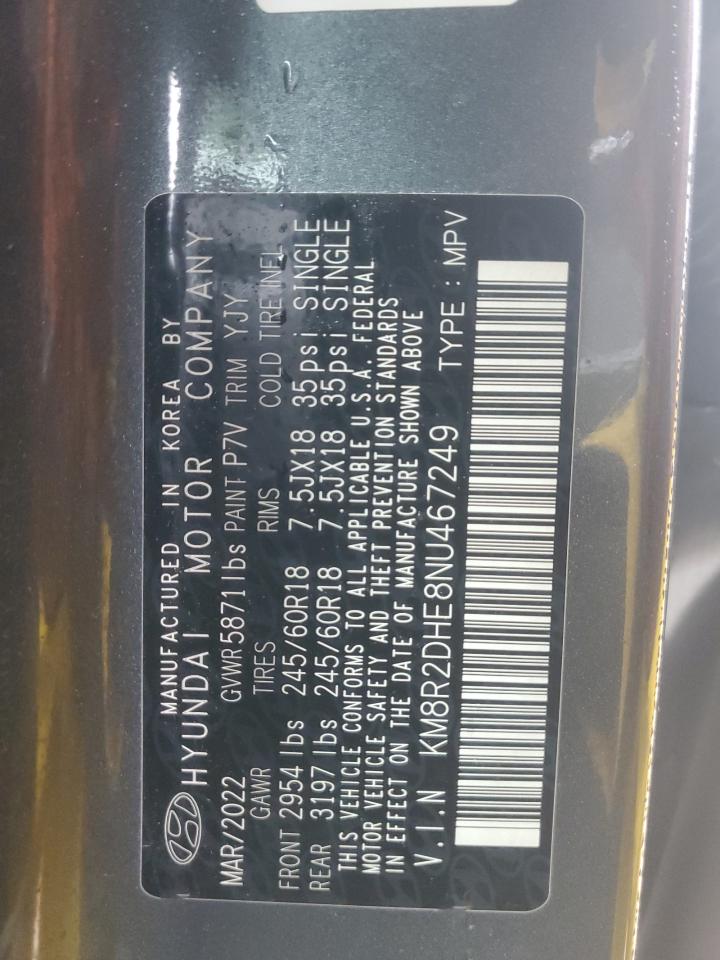 MANUFACTURED IN KOREA BY
HYUNDAI MOTOR COMPANY
MAR/2022 GVWR5871lbs PAINT P7V TRIM YJY
GAWR TIRES RIMS COLD TIRE INFL
FRONT 2954 lbs 245/60R18 7.5JX18 35psi SINGLE
REAR 3197 lbs 245/60R18 7.5JX18 35psi SINGLE
THIS VEHICLE CONFORMS TO ALL APPLICABLE U.S.A. FEDERAL
MOTOR VEHICLE SAFETY AND THEFT PREVENTION STANDARDS
IN EFFECT ON THE DATE OF MANUFACTURE SHOWN ABOVE
V.I.N KM8R2DHE8NU467249 TYPE : MPV